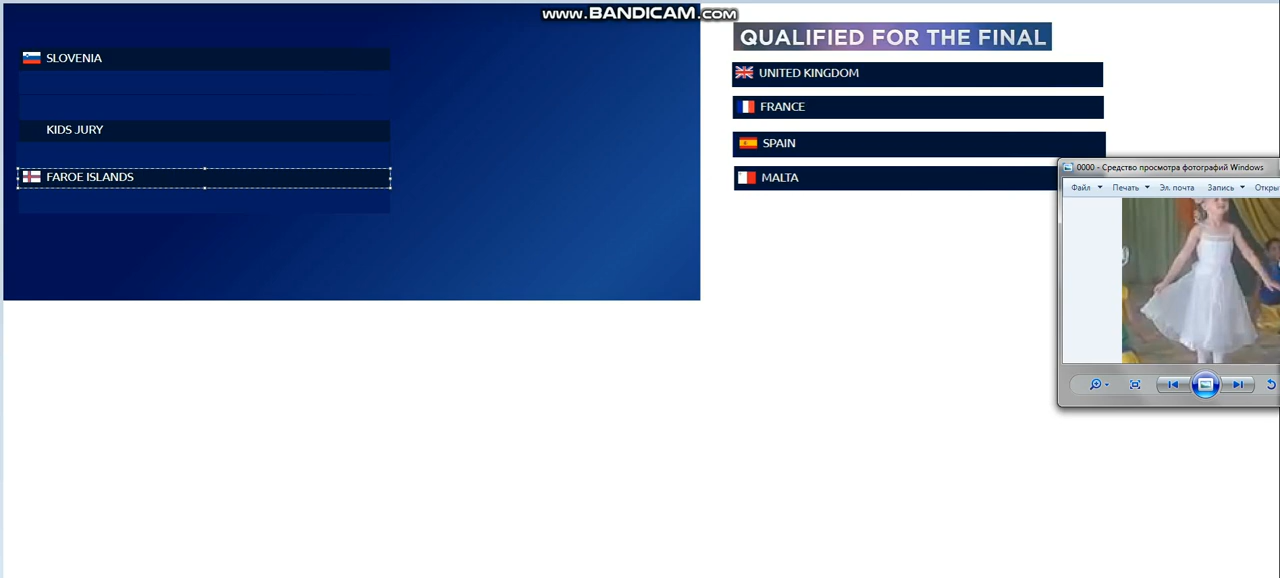 www.BANDICAM.com
SLOVENIA
KIDS JURY
FAROE ISLANDS
QUALIFIED FOR THE FINAL
UNITED KINGDOM
FRANCE
SPAIN
MALTA
0000 - Средство просмотра фотографий Windows
Файл Печать Эл. почта Запись Откры